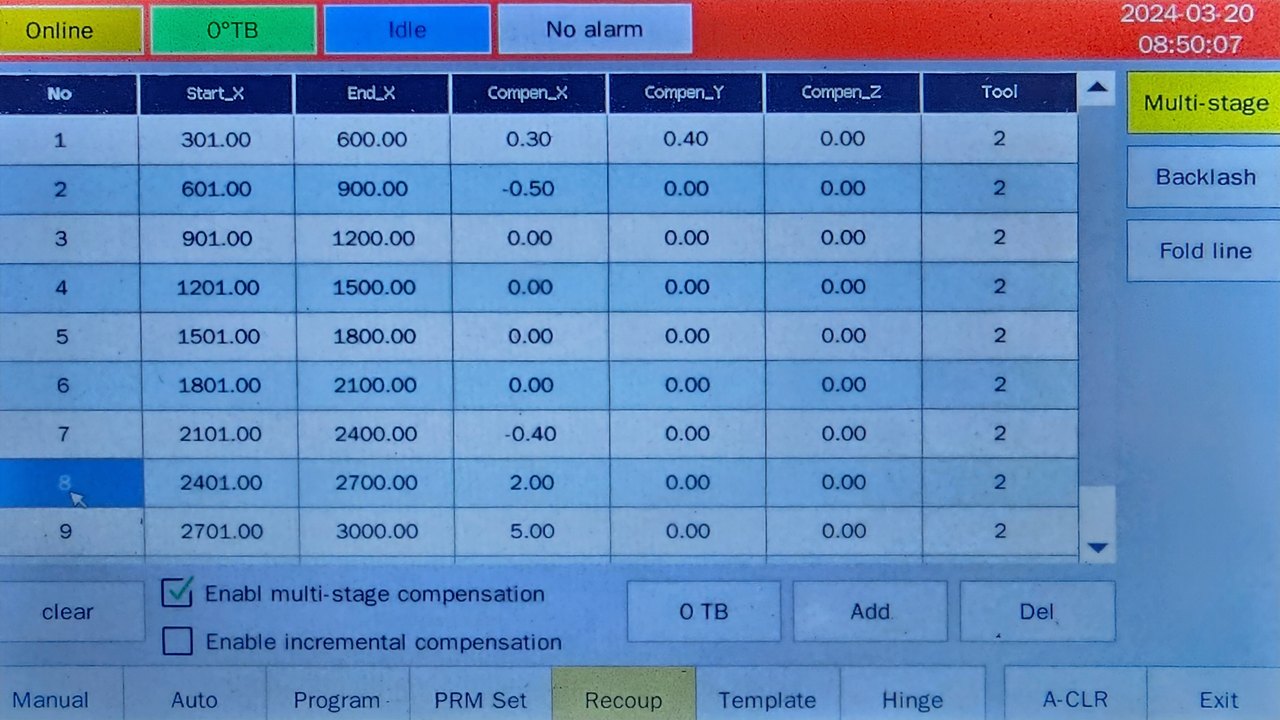 Online 0°TB Idle No alarm 2024-03-20
08:50:07
No Start_X End_X Compen_X Compen_Y Compen_Z Tool
1 301.00 600.00 0.30 0.40 0.00 2
2 601.00 900.00 -0.50 0.00 0.00 2
3 901.00 1200.00 0.00 0.00 0.00 2
4 1201.00 1500.00 0.00 0.00 0.00 2
5 1501.00 1800.00 0.00 0.00 0.00 2
6 1801.00 2100.00 0.00 0.00 0.00 2
7 2101.00 2400.00 -0.40 0.00 0.00 2
8 2401.00 2700.00 2.00 0.00 0.00 2
9 2701.00 3000.00 5.00 0.00 0.00 2
Multi-stage
Backlash
Fold line
clear
Enabl multi-stage compensation
Enable incremental compensation
0 TB Add Del
Manual Auto Program PRM Set Recoup Template Hinge A-CLR Exit